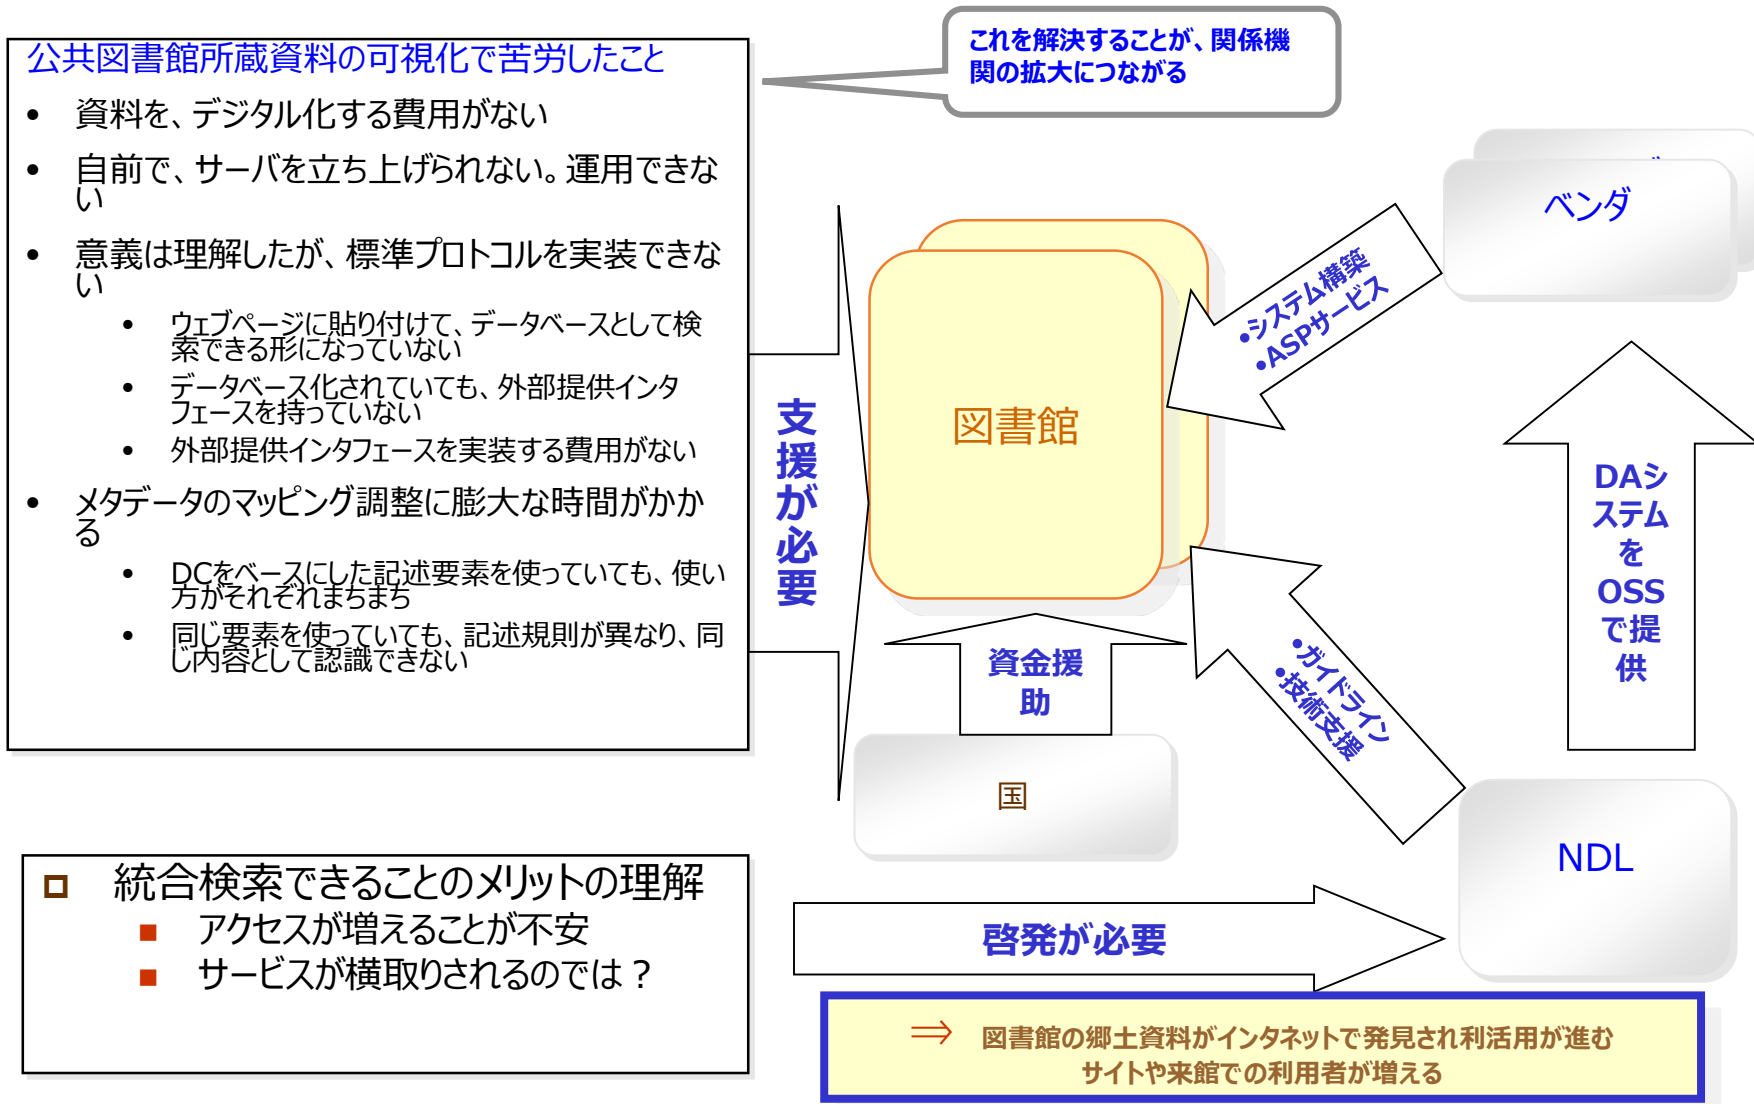 公共図書館所蔵資料の可視化で苦労したこと
• 資料を、デジタル化する費用がない
• 自前で、サーバを立ち上げられない。運用できな
い
• 意義は理解したが、標準プロトコルを実装できな
い
• ウェブページに貼り付けて、データベースとして検
索できる形になっていない
• データベース化されていても、外部提供インタ
フェースを持っていない
• 外部提供インタフェースを実装する費用がない
• メタデータのマッピング調整に膨大な時間がかか
る
• DCをベースにした記述要素を使っていても、使い
方がそれぞれまちまち
• 同じ要素を使っていても、記述規則が異なり、同
じ内容として認識できない
これを解決することが、関係機
関の拡大につながる
支援が必要
図書館
ベンダ
•システム構築
•ASPサービス
DAシ
ステム
を
OSS
で提
供
資金援
助
国
•ガイドライン
•技術支援
NDL
統合検索できることのメリットの理解
アクセスが増えることが不安
サービスが横取りされるのでは？
啓発が必要
⇒ 図書館の郷土資料がインタネットで発見され利活用が進む
サイトや来館での利用者が増える